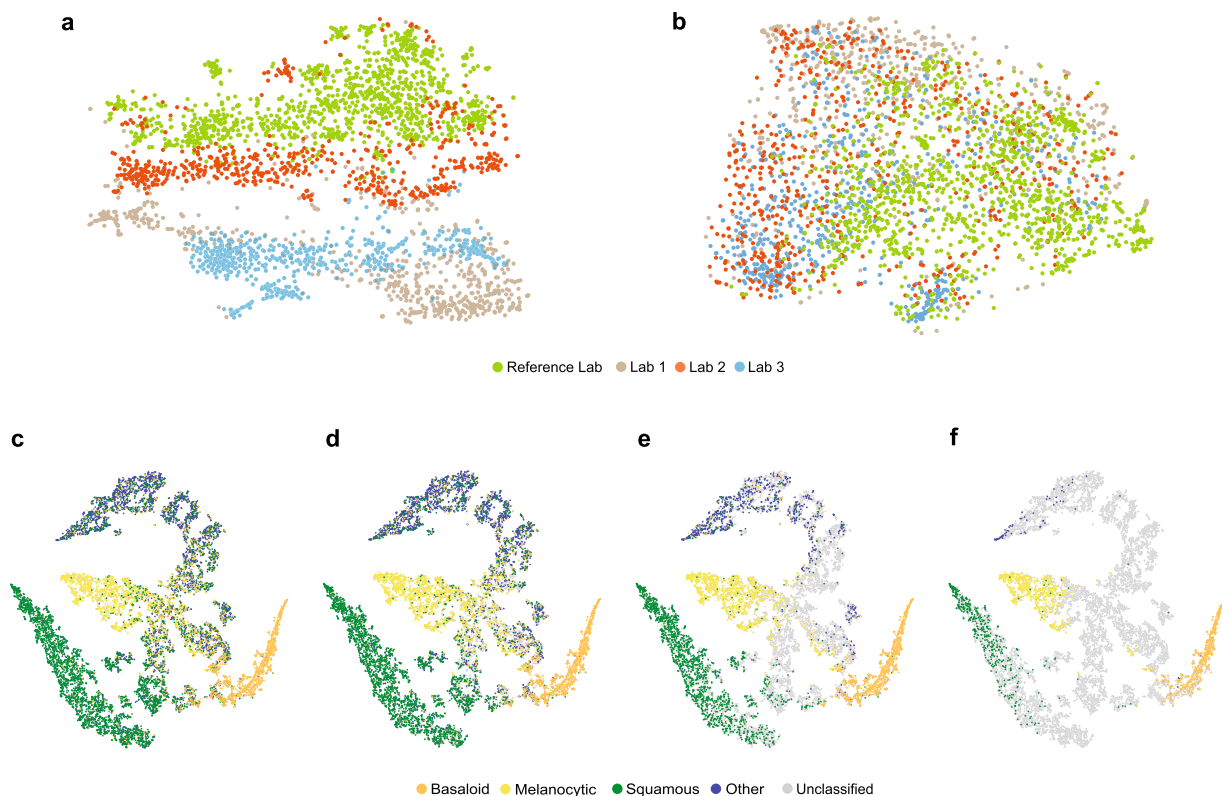 a b
Reference Lab Lab 1 Lab 2 Lab 3
c d e f
Basaloid Melanocytic Squamous Other Unclassified